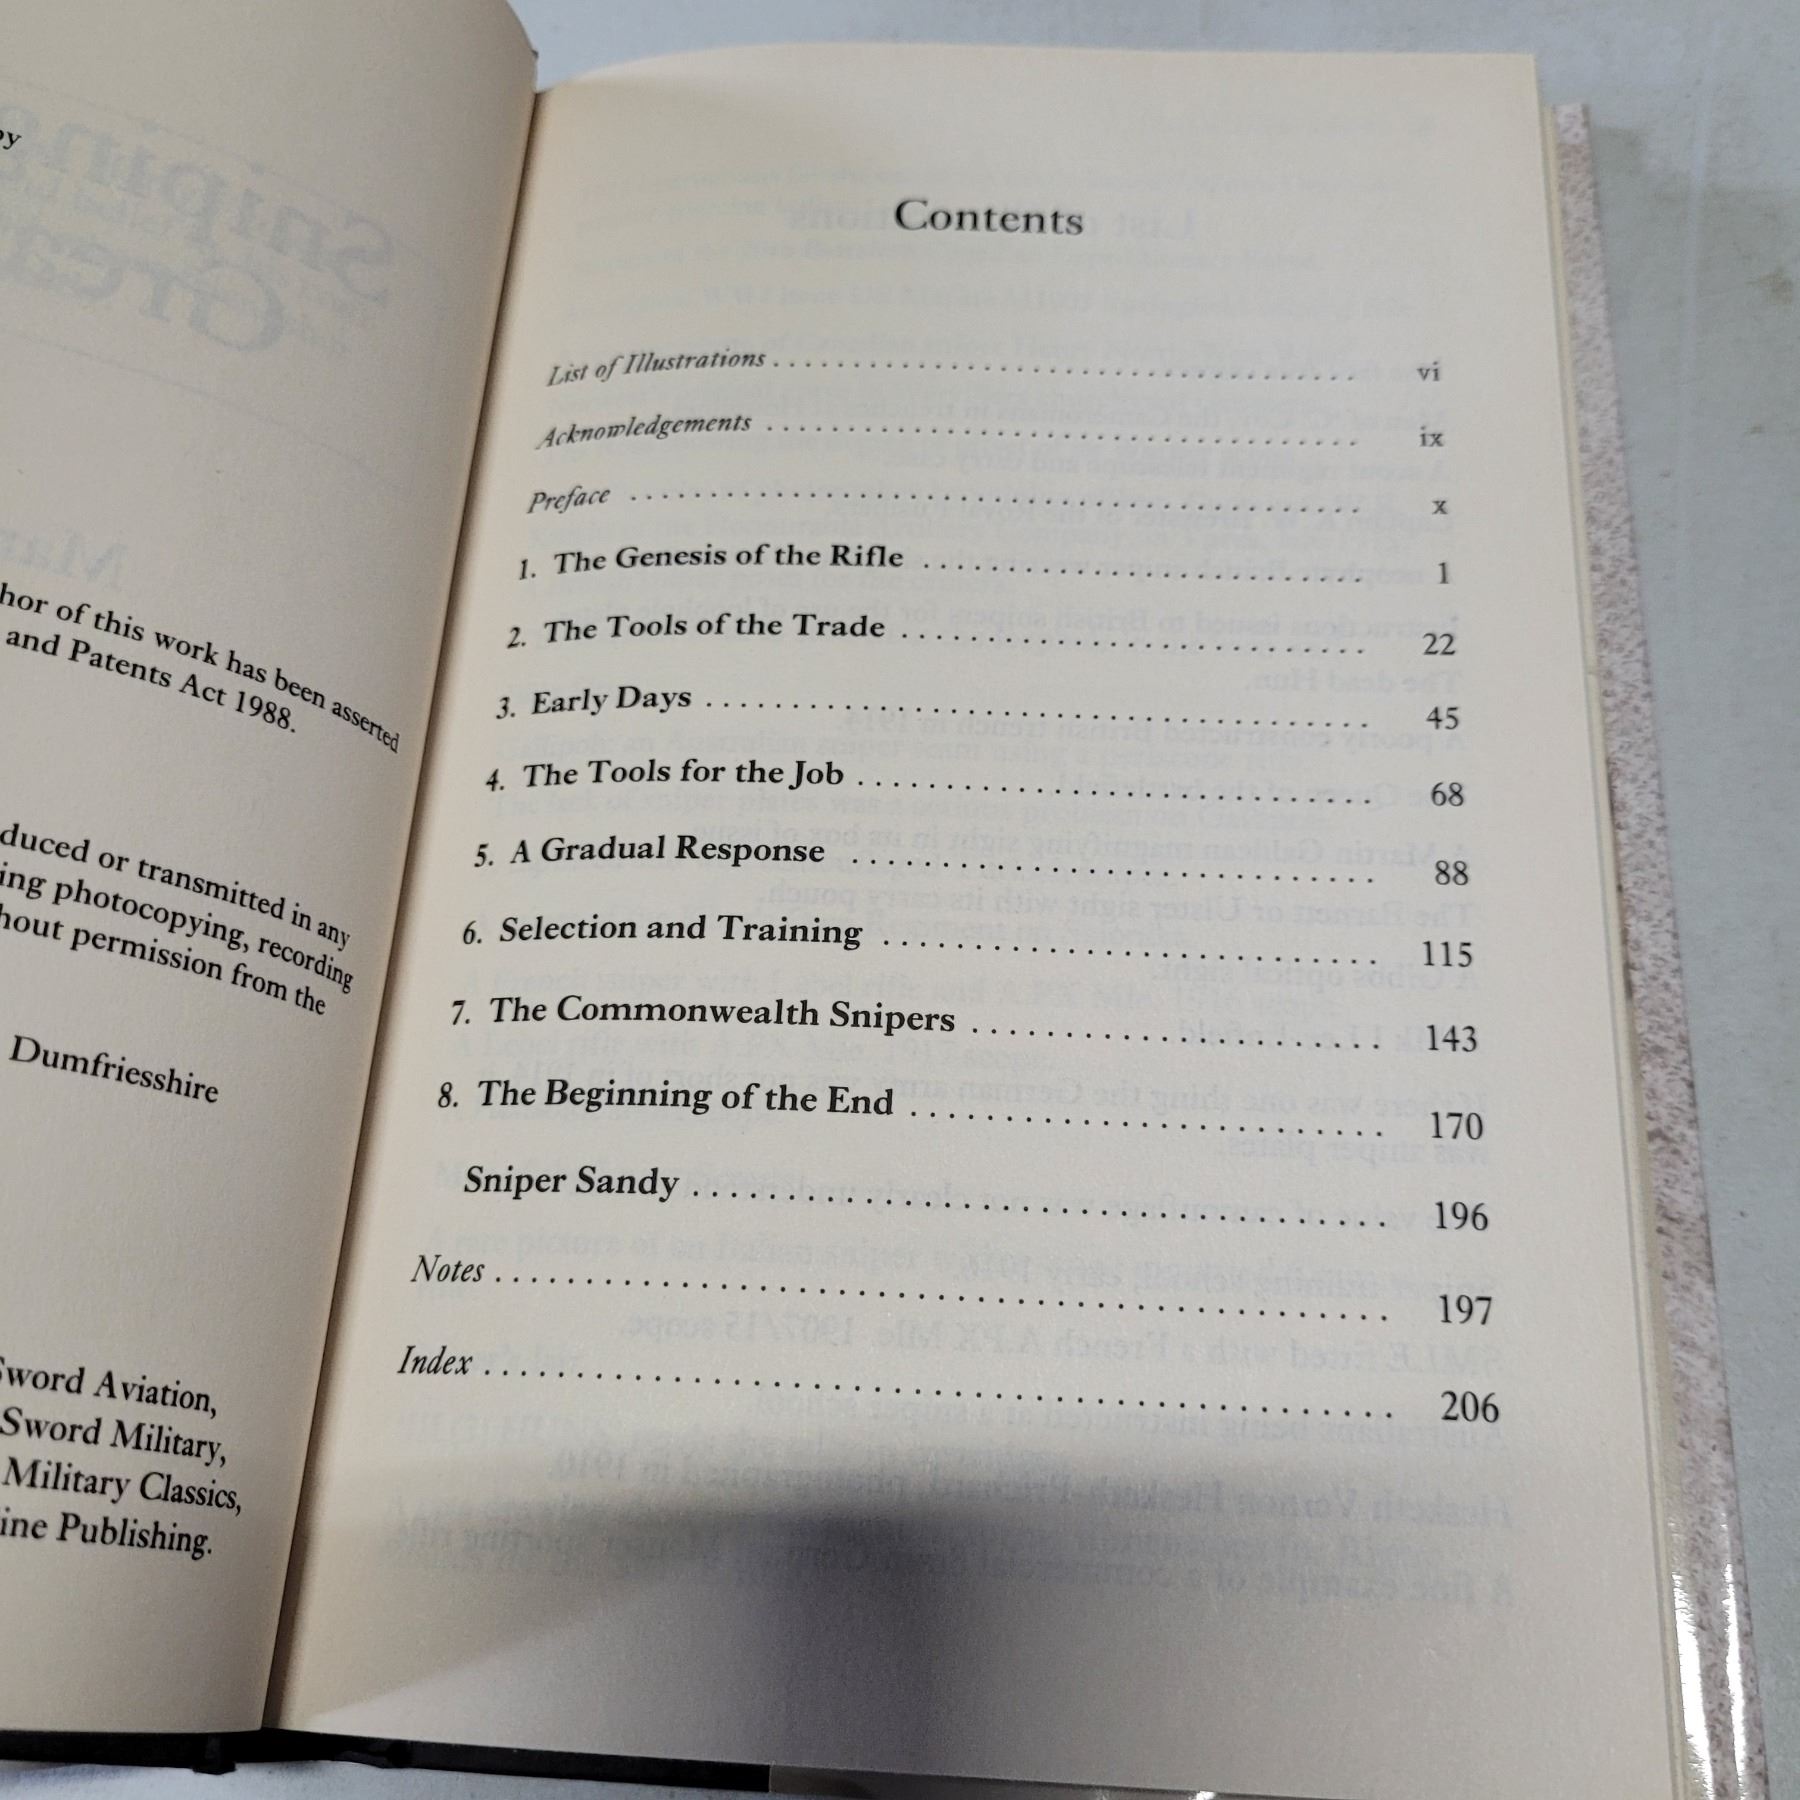 by
hor of this work has been asserted
and Patents Act 1988.
duced or transmitted in any
ing photocopying, recording
hout permission from the
Dumfriesshire
Sword Aviation,
Sword Military,
Military Classics,
ine Publishing.
Contents
List of Illustrations . . . . . . . . . . . . . . . . . . . . . . . . . . . . . . . . . . . . . . vi
Acknowledgements . . . . . . . . . . . . . . . . . . . . . . . . . . . . . . . . . . . . . . ix
Preface . . . . . . . . . . . . . . . . . . . . . . . . . . . . . . . . . . . . . . x
1. The Genesis of the Rifle . . . . . . . . . . . . . . . . . . . . . . . . . . . . . 1
2. The Tools of the Trade . . . . . . . . . . . . . . . . . . . . . . . . . . . . . 22
3. Early Days . . . . . . . . . . . . . . . . . . . . . . . . . . . . . . . . . . . . . . 45
4. The Tools for the Job . . . . . . . . . . . . . . . . . . . . . . . . . . . . . 68
5. A Gradual Response . . . . . . . . . . . . . . . . . . . . . . . . . . . . . 88
6. Selection and Training . . . . . . . . . . . . . . . . . . . . . . . . . . . . . 115
7. The Commonwealth Snipers . . . . . . . . . . . . . . . . . . . . . . . . 143
8. The Beginning of the End . . . . . . . . . . . . . . . . . . . . . . . . . . 170
Sniper Sandy . . . . . . . . . . . . . . . . . . . . . . . . . . . . . . . . . . . . . . 196
Notes . . . . . . . . . . . . . . . . . . . . . . . . . . . . . . . . . . . . . . . . . . 197
Index . . . . . . . . . . . . . . . . . . . . . . . . . . . . . . . . . . . . . . . . . . 206